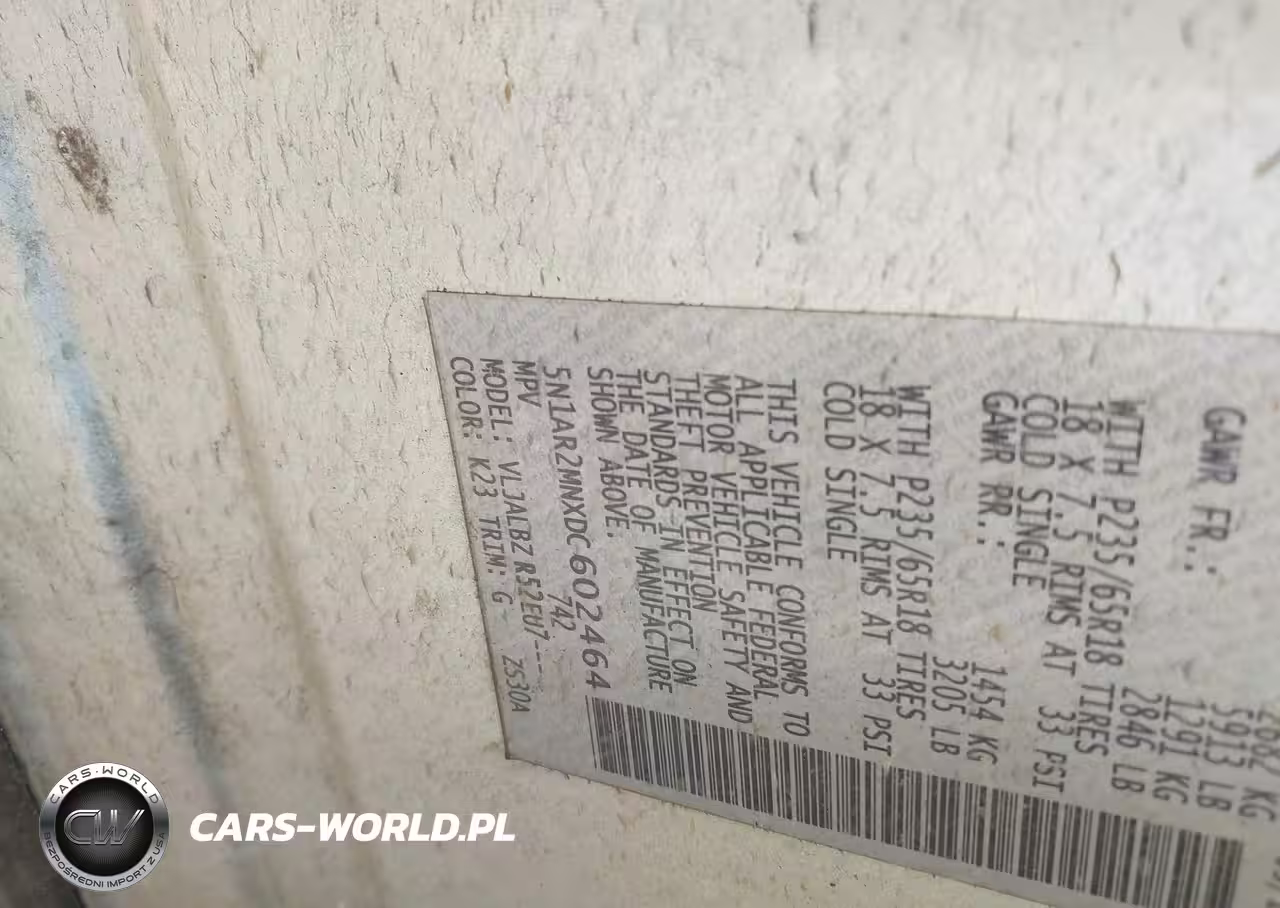 2682 KG
5913 LB
GAWR FR.: 1291 KG
2846 LB
WITH P235/65R18 TIRES
18 X 7.5 RIMS AT 33 PSI
COLD SINGLE
GAWR RR.: 1454 KG
3205 LB
WITH P235/65R18 TIRES
18 X 7.5 RIMS AT 33 PSI
COLD SINGLE
THIS VEHICLE CONFORMS TO
ALL APPLICABLE FEDERAL
MOTOR VEHICLE SAFETY AND
THEFT PREVENTION
STANDARDS IN EFFECT ON
THE DATE OF MANUFACTURE
SHOWN ABOVE.
5N1AR2MNXDC602464
MPV 742
MODEL: VLJALBZ R52EU7----
COLOR: K23 TRIM: G ZS30A
CARS-WORLD
CW
BEZPOŚREDNI IMPORT Z USA
CARS-WORLD.PL